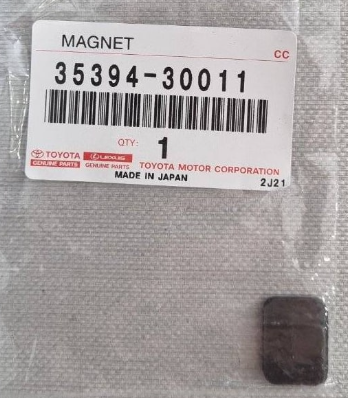 MAGNET
CC
35394-30011
QTY: 1
TOYOTA LEXUS
GENUINE PARTS GENUINE PARTS TOYOTA MOTOR CORPORATION
MADE IN JAPAN 2J21